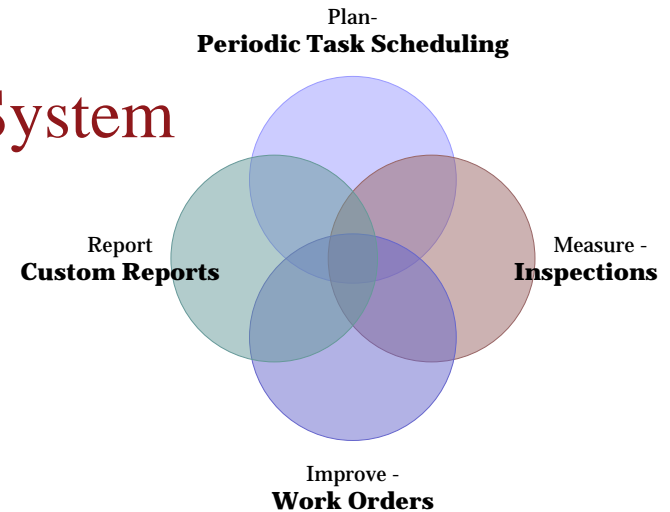 Plan-
Periodic Task Scheduling
System
Report
Custom Reports
Measure -
Inspections
Improve -
Work Orders